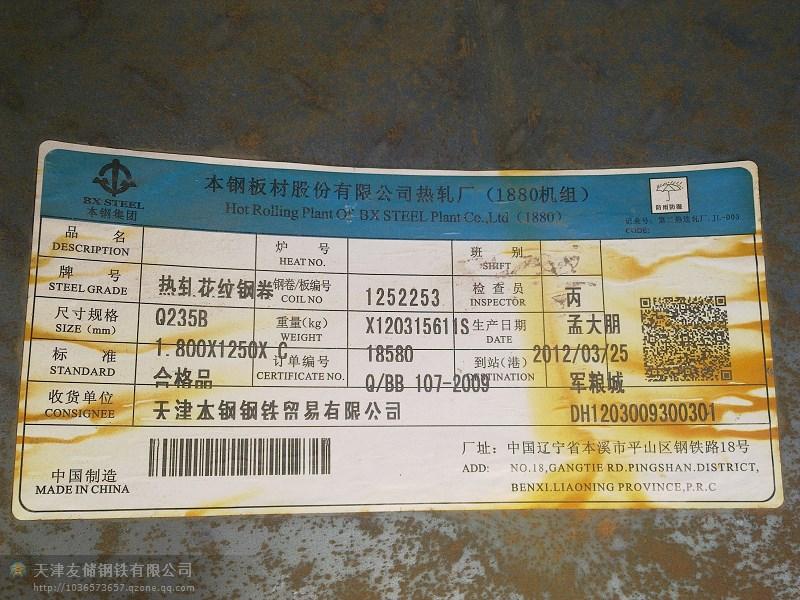 本钢板材股份有限公司热轧厂（1880机组）
Hot Rolling Plant Of BX STEEL Plant Co.,Ltd（1880）
BX STEEL
本钢集团
防雨防潮
CODE:
品 名 炉 号 班 别
DESCRIPTION HEAT NO. SHIFT
牌 号 热轧花纹钢卷 钢卷/板编号 1252253 检 查 员 丙
STEEL GRADE COIL NO INSPECTOR
尺寸规格 Q235B 重量(kg) X120315611S 生产日期 孟大朋
SIZE (mm) WEIGHT DATE
标 准 1.800X1250X C 订单编号 18580 到站(港) 2012/03/25
STANDARD 合格品 CERTIFICATE NO. Q/BB 107-2009 DESTINATION 军粮城
收货单位 天津本钢钢铁贸易有限公司 DH1203009300301
CONSIGNEE
中国制造
MADE IN CHINA
厂址：中国辽宁省本溪市平山区钢铁路18号
ADD: NO.18,GANGTIE RD.PINGSHAN.DISTRICT,
BENXI.LIAONING PROVINCE,P.R.C
天津友储钢铁有限公司
http://1036573657.qzone.qq.com